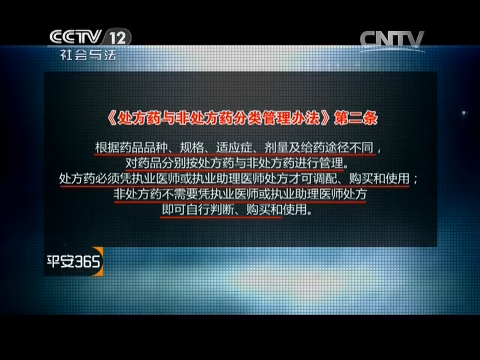 CCTV 12
社会与法
CNTV
《处方药与非处方药分类管理办法》第二条
根据药品品种、规格、适应症、剂量及给药途径不同，
对药品分别按处方药与非处方药进行管理。
处方药必须凭执业医师或执业助理医师处方才可调配、购买和使用；
非处方药不需要凭执业医师或执业助理医师处方
即可自行判断、购买和使用。
平安365